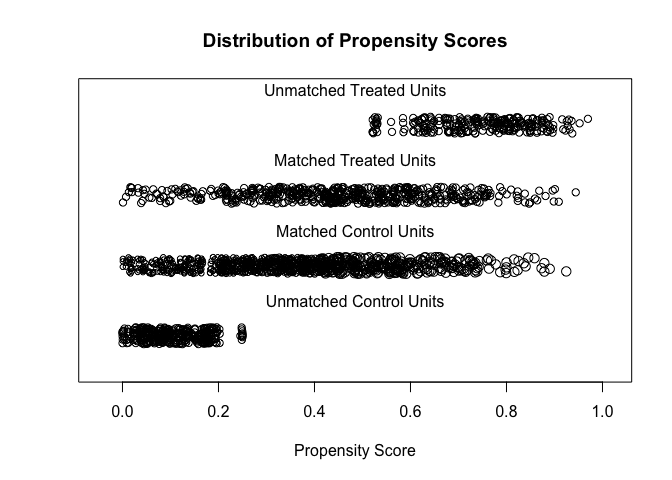 Distribution of Propensity Scores
Unmatched Treated Units
Matched Treated Units
Matched Control Units
Unmatched Control Units
0.0 0.2 0.4 0.6 0.8 1.0
Propensity Score